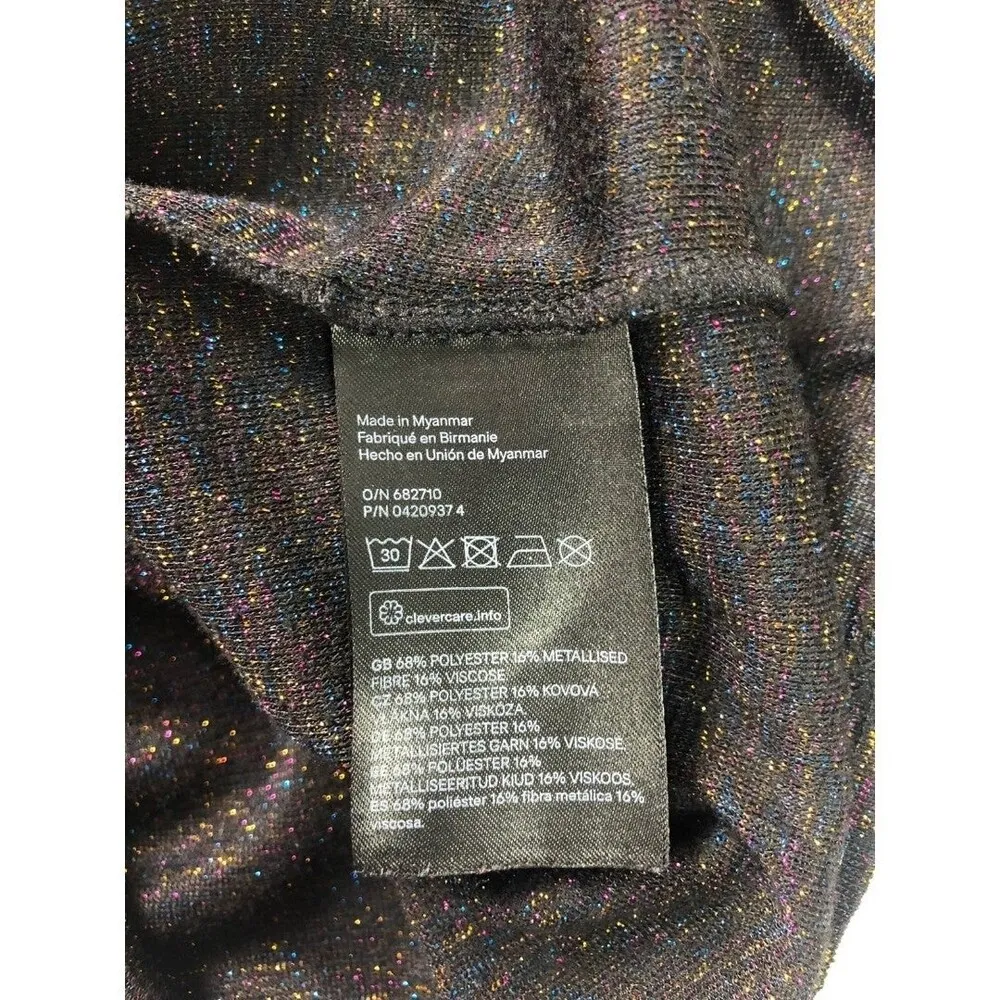 Made in Myanmar
Fabriqué en Birmanie
Hecho en Unión de Myanmar
O/N 682710
P/N 0420937 4
30
clevercare.info
GB 68% POLYESTER 16% METALLISED
FIBRE 16% VISCOSE
CZ 68% POLYESTER 16% KOVOVÁ
VLÁKNA 16% VISKÓZA
DE 68% POLYESTER 16%
METALLISIERTES GARN 16% VISKOSE.
EE 68% POLÜESTER 16%
METALLISEERITUD KIUD 16% VISKOOS.
ES 68% poliéster 16% fibra metálica 16%
viscosa.